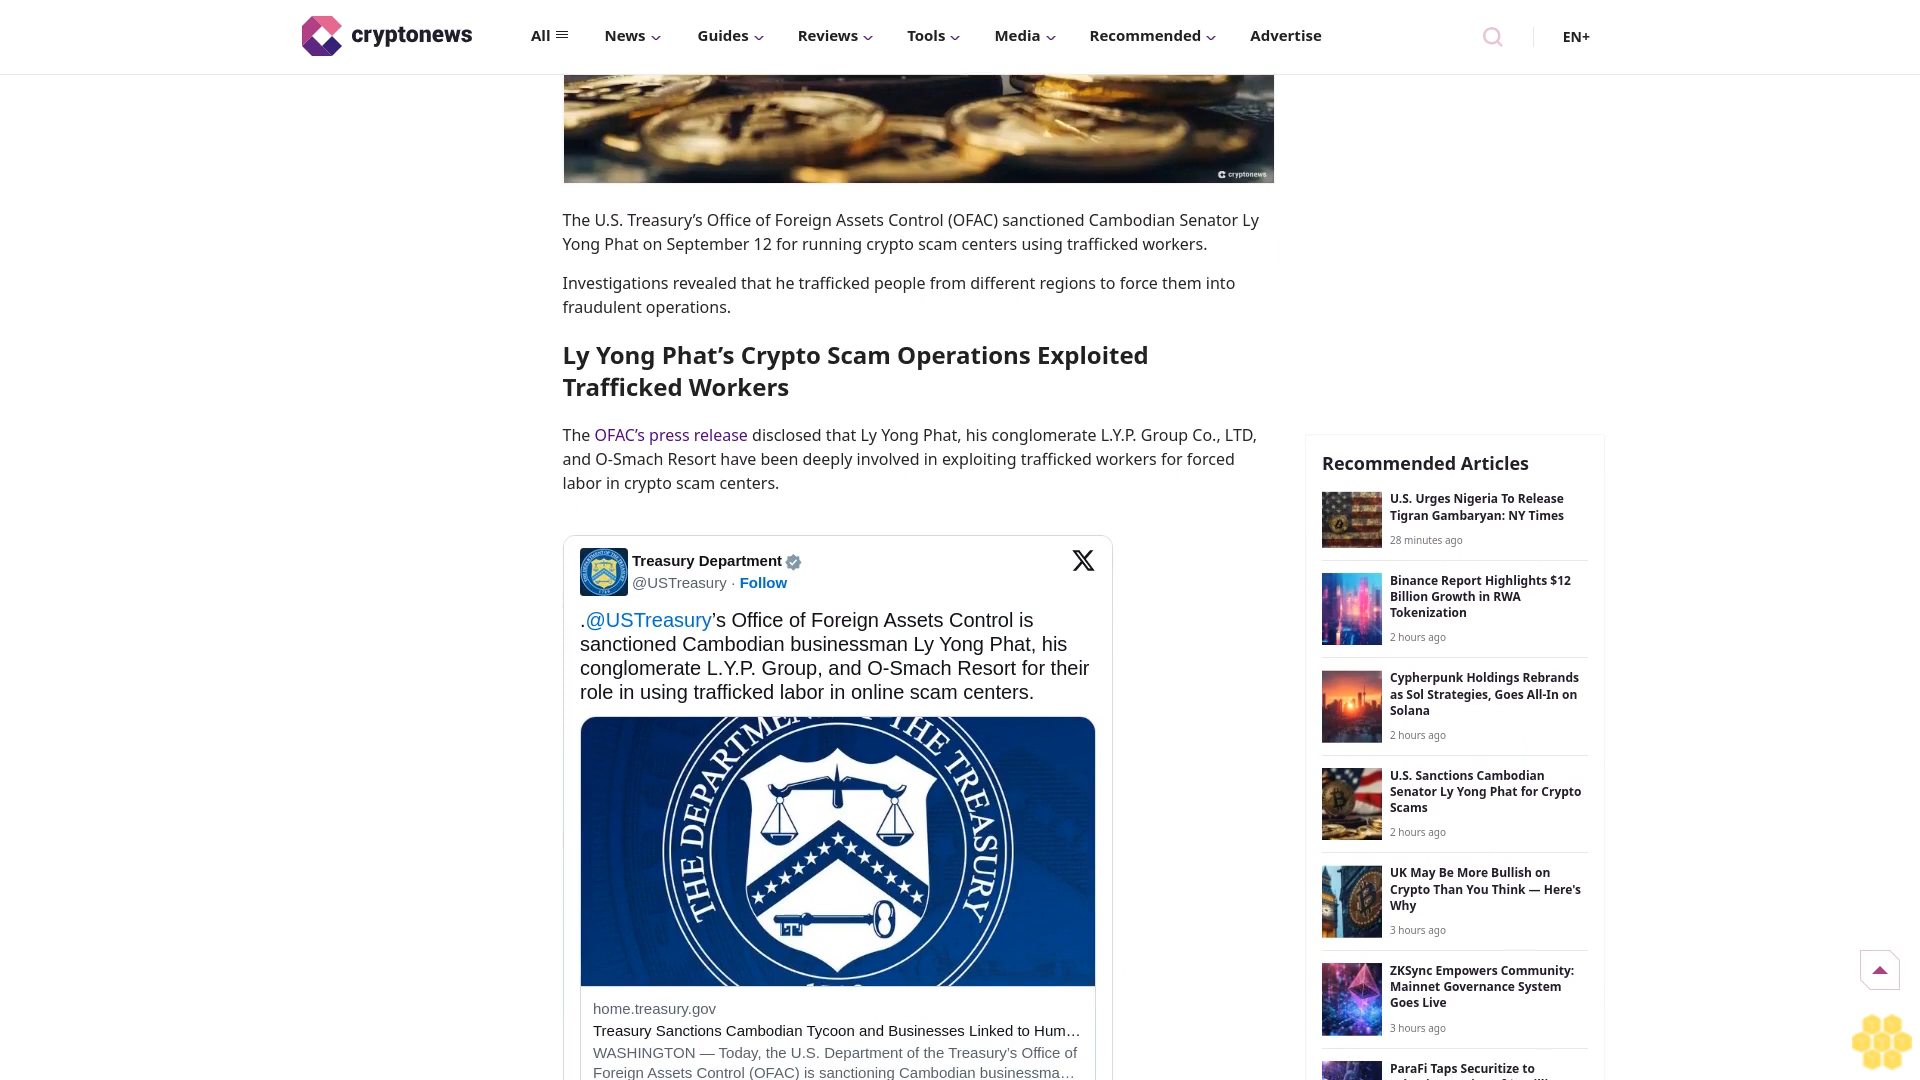 cryptonews
All
News
Guides
Reviews
Tools
Media
Recommended
Advertise
EN+
cryptonews
The U.S. Treasury’s Office of Foreign Assets Control (OFAC) sanctioned Cambodian Senator Ly
Yong Phat on September 12 for running crypto scam centers using trafficked workers.
Investigations revealed that he trafficked people from different regions to force them into
fraudulent operations.
Ly Yong Phat’s Crypto Scam Operations Exploited
Trafficked Workers
The OFAC’s press release disclosed that Ly Yong Phat, his conglomerate L.Y.P. Group Co., LTD,
and O-Smach Resort have been deeply involved in exploiting trafficked workers for forced
labor in crypto scam centers.
Treasury Department
@USTreasury · Follow
.@USTreasury’s Office of Foreign Assets Control is
sanctioned Cambodian businessman Ly Yong Phat, his
conglomerate L.Y.P. Group, and O-Smach Resort for their
role in using trafficked labor in online scam centers.
THE DEPARTMENT OF THE TREASURY
1789
home.treasury.gov
Treasury Sanctions Cambodian Tycoon and Businesses Linked to Hum…
WASHINGTON — Today, the U.S. Department of the Treasury’s Office of
Foreign Assets Control (OFAC) is sanctioning Cambodian businessma…
Recommended Articles
U.S. Urges Nigeria To Release
Tigran Gambaryan: NY Times
28 minutes ago
Binance Report Highlights $12
Billion Growth in RWA
Tokenization
2 hours ago
Cypherpunk Holdings Rebrands
as Sol Strategies, Goes All-In on
Solana
2 hours ago
U.S. Sanctions Cambodian
Senator Ly Yong Phat for Crypto
Scams
2 hours ago
UK May Be More Bullish on
Crypto Than You Think — Here's
Why
3 hours ago
ZKSync Empowers Community:
Mainnet Governance System
Goes Live
3 hours ago
ParaFi Taps Securitize to